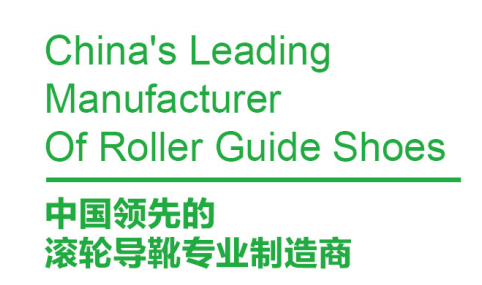 China's Leading
Manufacturer
Of Roller Guide Shoes
中国领先的
滚轮导靴专业制造商